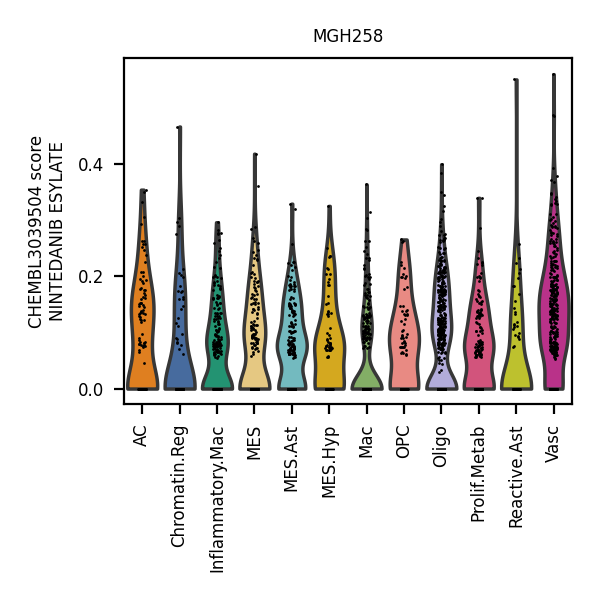 MGH258
CHEMBL3039504 score
NINTEDANIB ESYLATE
0.4
0.2
0.0
AC
Chromatin.Reg
Inflammatory.Mac
MES
MES.Ast
MES.Hyp
Mac
OPC
Oligo
Prolif.Metab
Reactive.Ast
Vasc